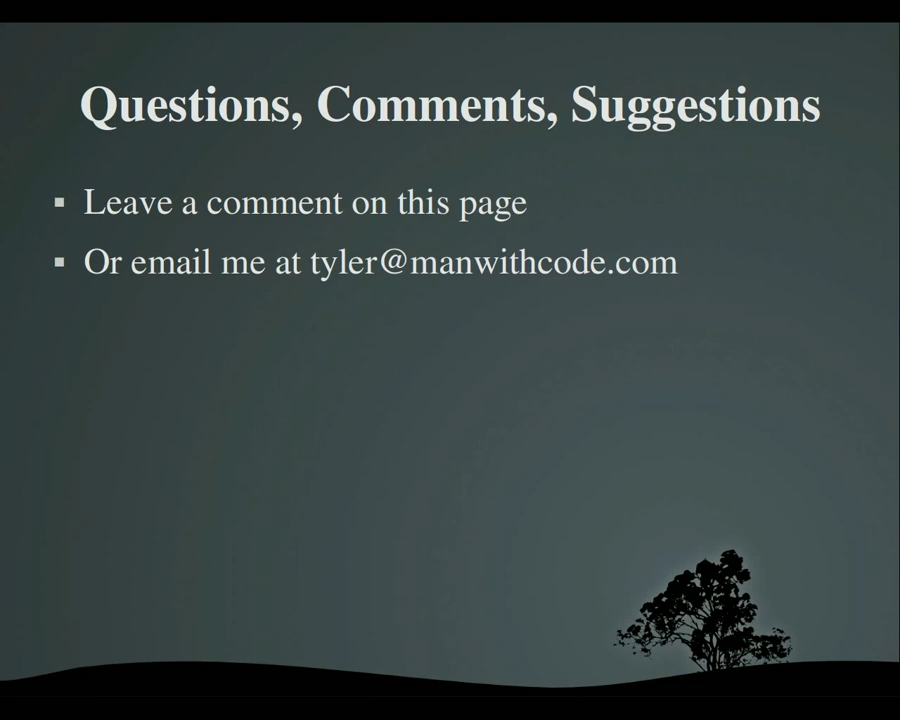 Questions, Comments, Suggestions
Leave a comment on this page
Or email me at tyler@manwithcode.com